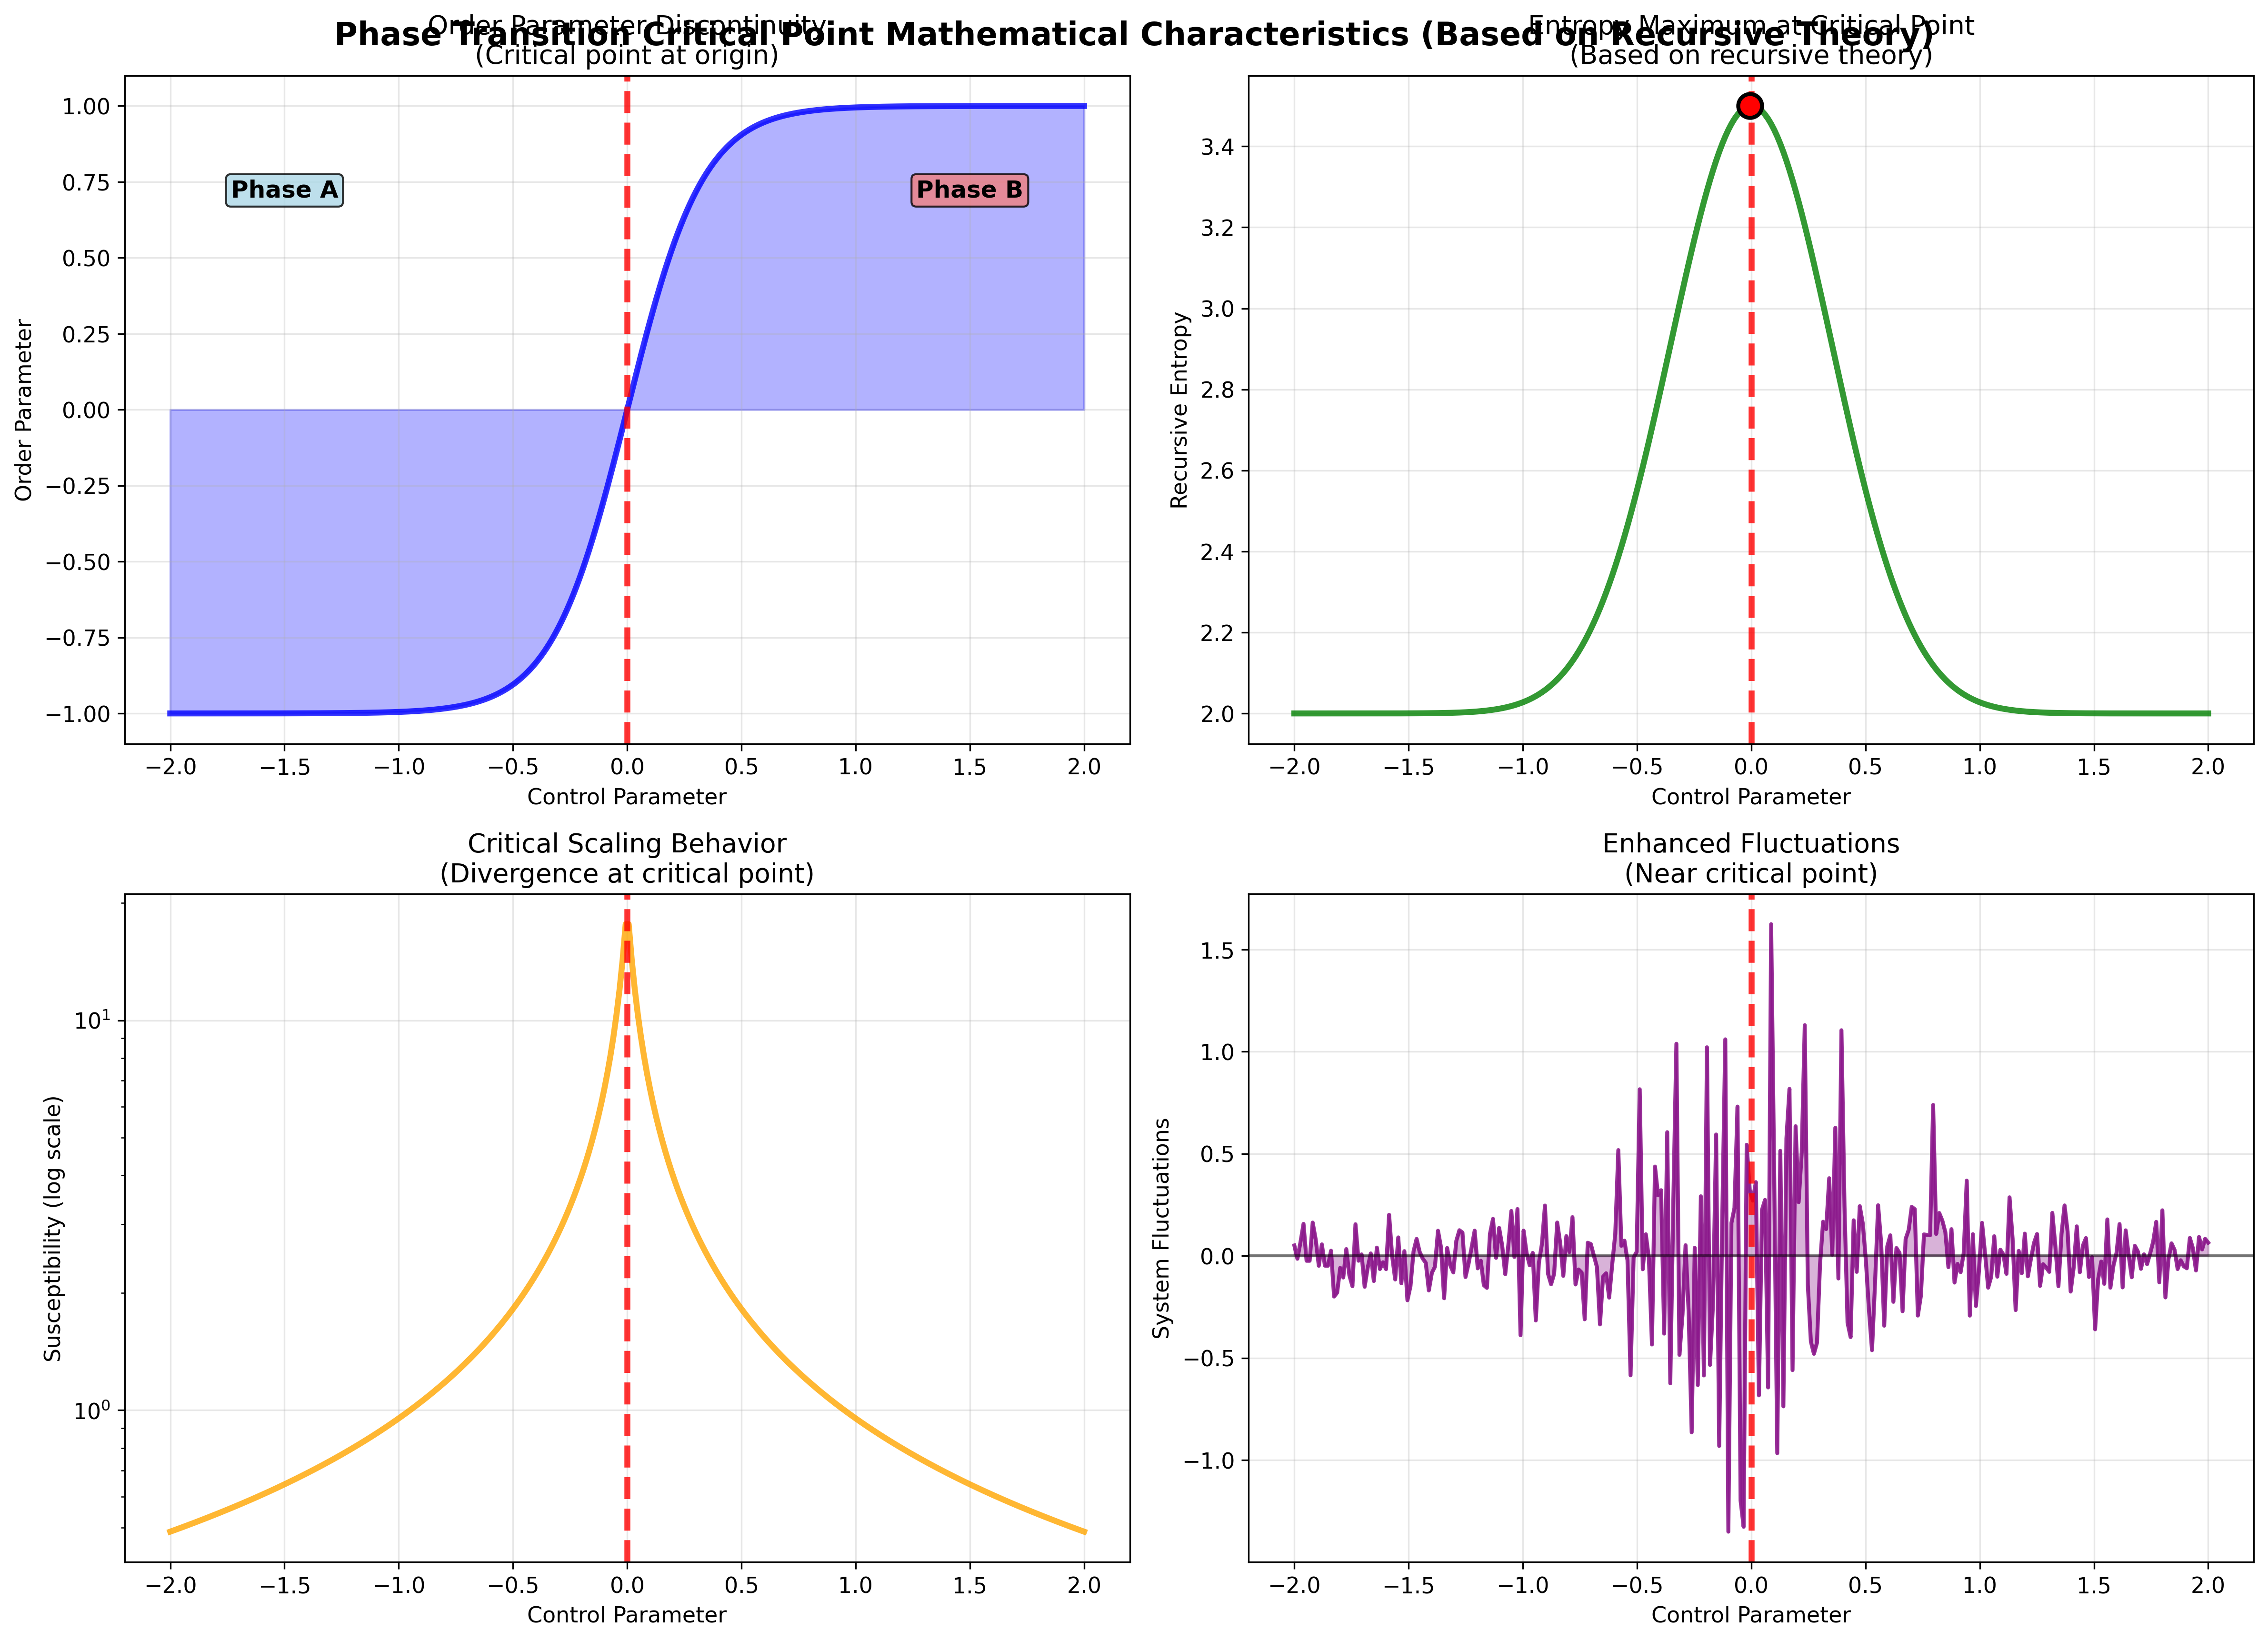 Phase Transition Critical Point Mathematical Characteristics (Based on Recursive Theory)
Order Parameter Discontinuity
(Critical point at origin)
1.00
0.75
0.50
0.25
0.00
−0.25
−0.50
−0.75
−1.00
Order Parameter
Phase A
Phase B
−2.0 −1.5 −1.0 −0.5 0.0 0.5 1.0 1.5 2.0
Control Parameter
Entropy Maximum at Critical Point
(Based on recursive theory)
3.4
3.2
3.0
2.8
2.6
2.4
2.2
2.0
Recursive Entropy
−2.0 −1.5 −1.0 −0.5 0.0 0.5 1.0 1.5 2.0
Control Parameter
Critical Scaling Behavior
(Divergence at critical point)
10¹
10⁰
Susceptibility (log scale)
−2.0 −1.5 −1.0 −0.5 0.0 0.5 1.0 1.5 2.0
Control Parameter
Enhanced Fluctuations
(Near critical point)
1.5
1.0
0.5
0.0
−0.5
−1.0
System Fluctuations
−2.0 −1.5 −1.0 −0.5 0.0 0.5 1.0 1.5 2.0
Control Parameter